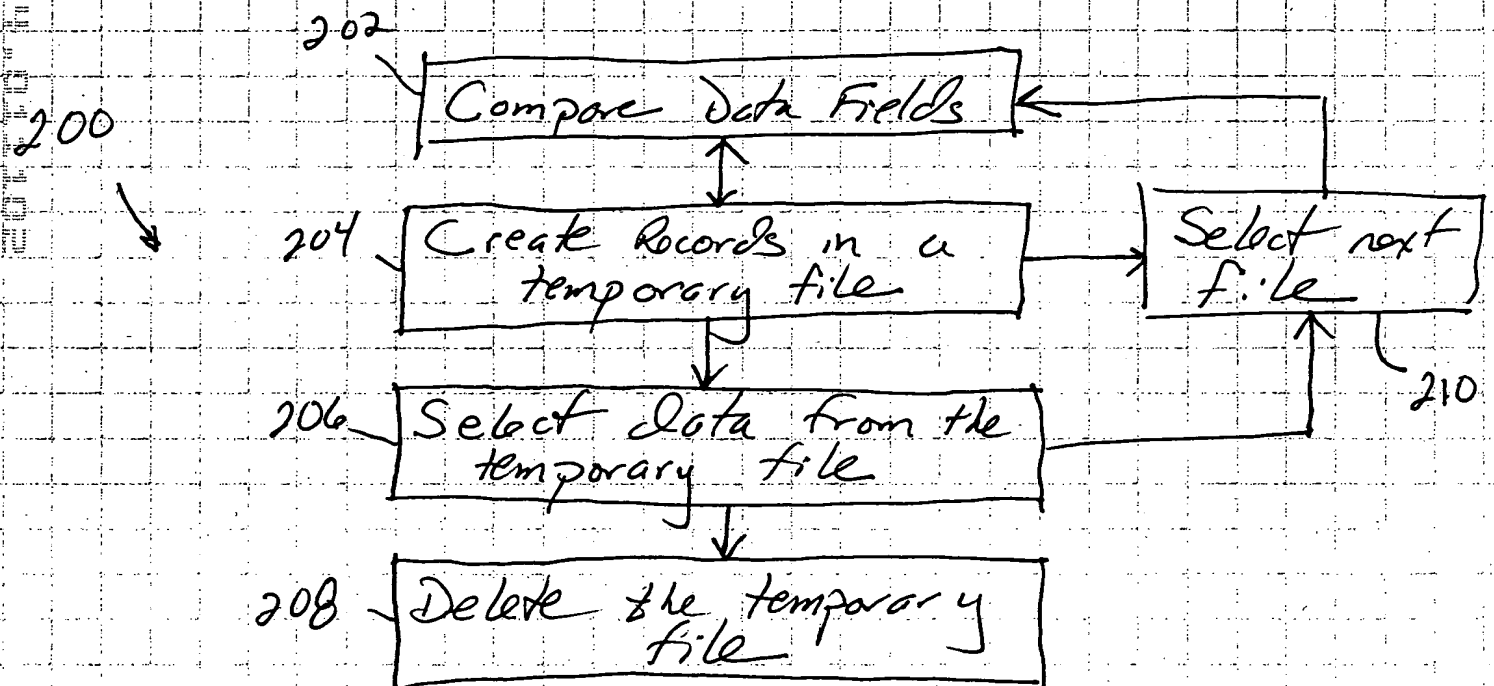 202
Compare Data Fields
200
204
Create Records in a
temporary file
Select next
file
210
206
Select data from the
temporary file
208
Delete the temporary
file